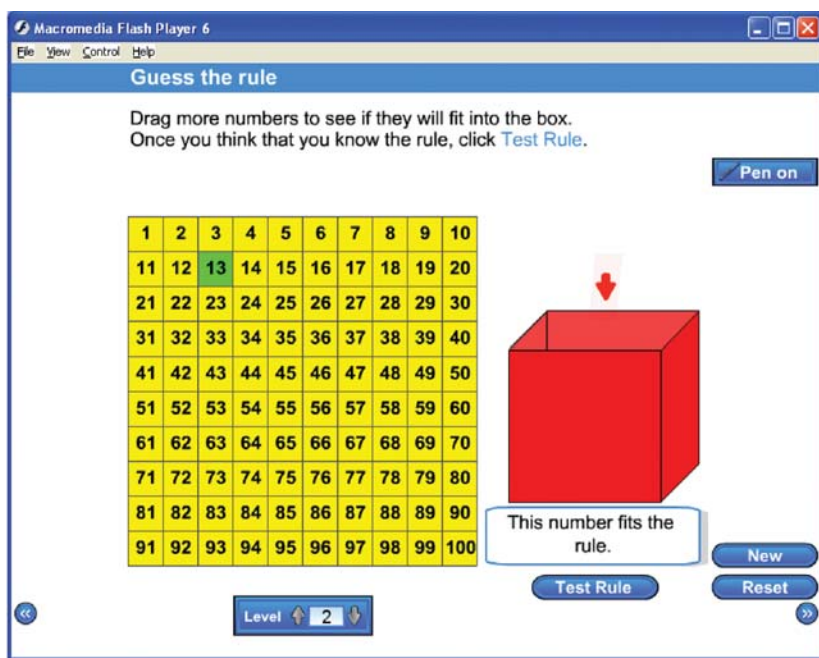 Macromedia Flash Player 6
File View Control Help
Guess the rule
Drag more numbers to see if they will fit into the box.
Once you think that you know the rule, click Test Rule.
Pen on
1 2 3 4 5 6 7 8 9 10
11 12 13 14 15 16 17 18 19 20
21 22 23 24 25 26 27 28 29 30
31 32 33 34 35 36 37 38 39 40
41 42 43 44 45 46 47 48 49 50
51 52 53 54 55 56 57 58 59 60
61 62 63 64 65 66 67 68 69 70
71 72 73 74 75 76 77 78 79 80
81 82 83 84 85 86 87 88 89 90
91 92 93 94 95 96 97 98 99 100
This number fits the
rule.
New
Test Rule
Reset
Level 2